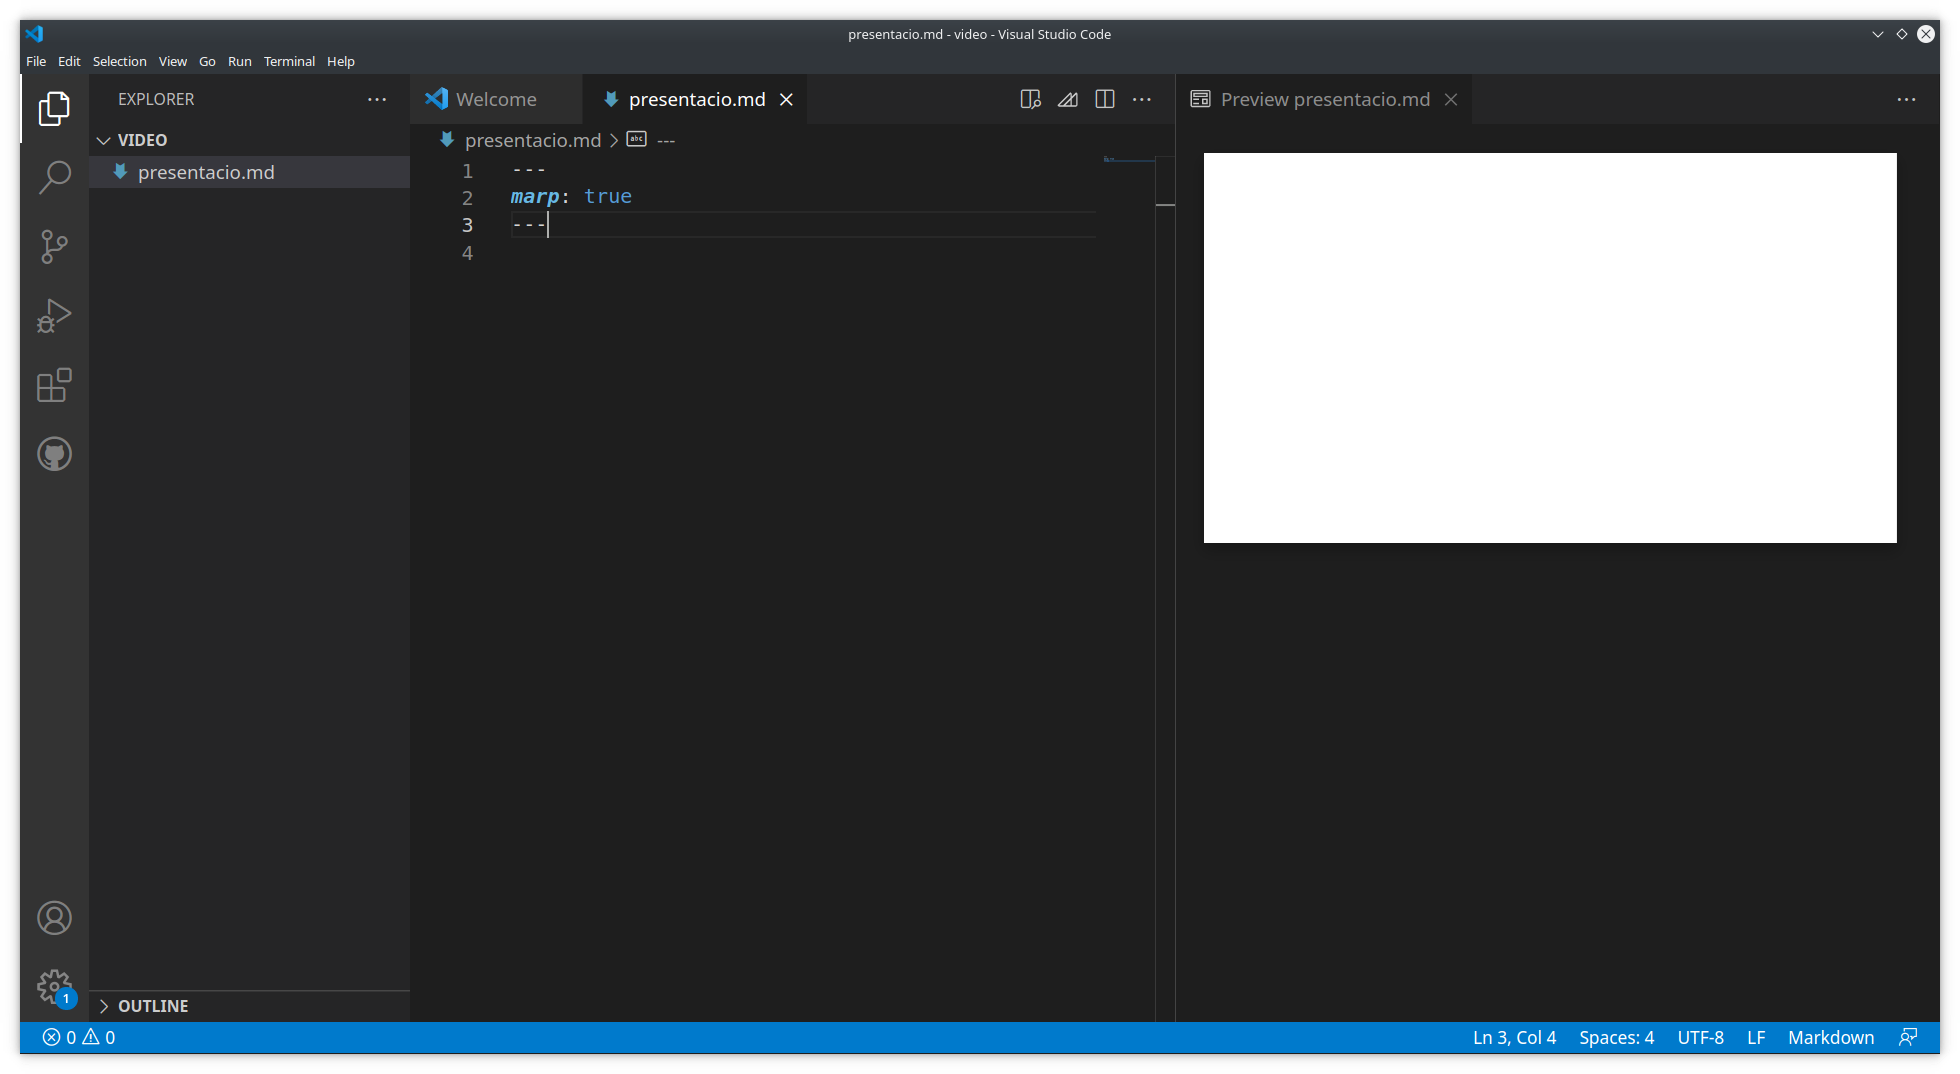 presentacio.md - video - Visual Studio Code
File Edit Selection View Go Run Terminal Help
EXPLORER
VIDEO
presentacio.md
OUTLINE
Welcome
presentacio.md
presentacio.md > abc ---
1 ---
2 marp: true
3 ---
4
Preview presentacio.md
1
0 0
Ln 3, Col 4 Spaces: 4 UTF-8 LF Markdown